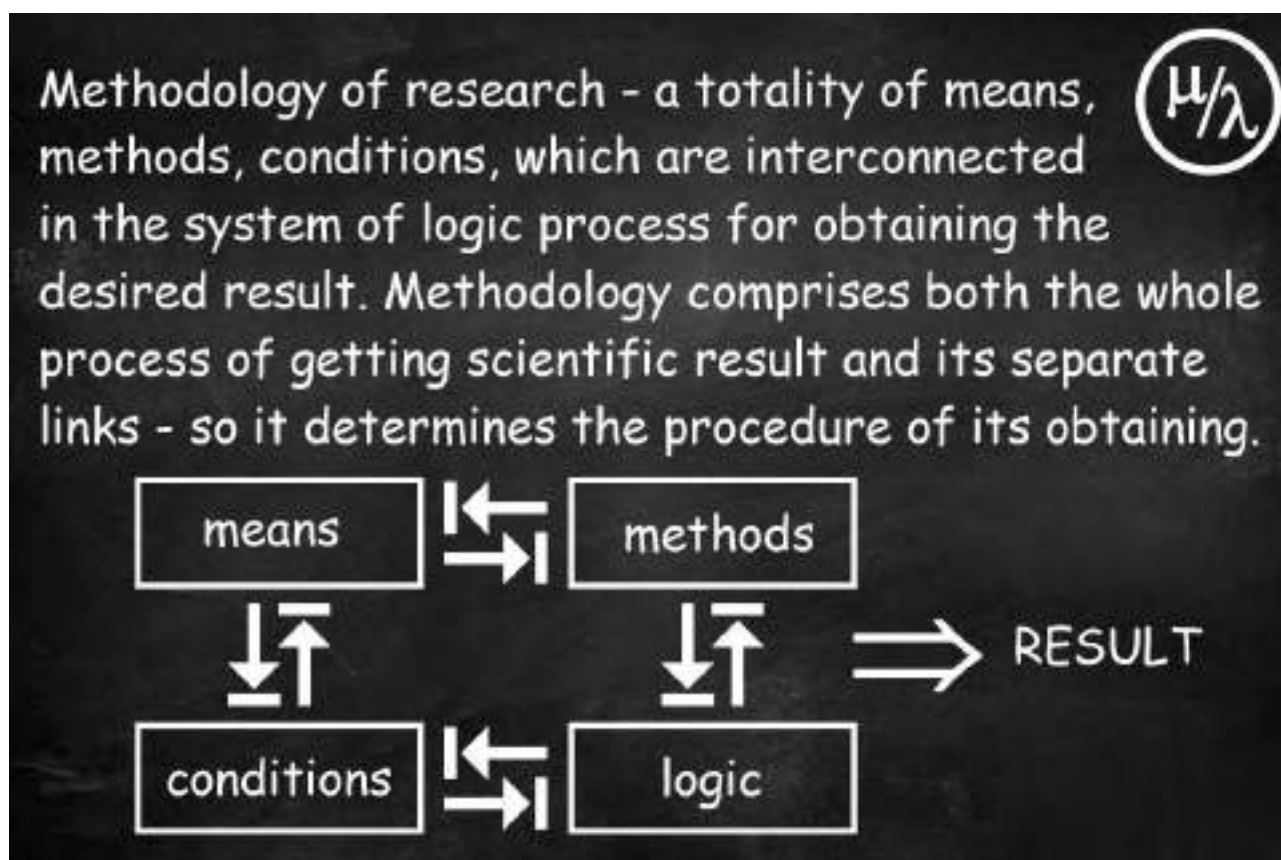 Methodology of research - a totality of means,
methods, conditions, which are interconnected
in the system of logic process for obtaining the
desired result. Methodology comprises both the whole
process of getting scientific result and its separate
links - so it determines the procedure of its obtaining.
μ/λ
means
methods
RESULT
conditions
logic